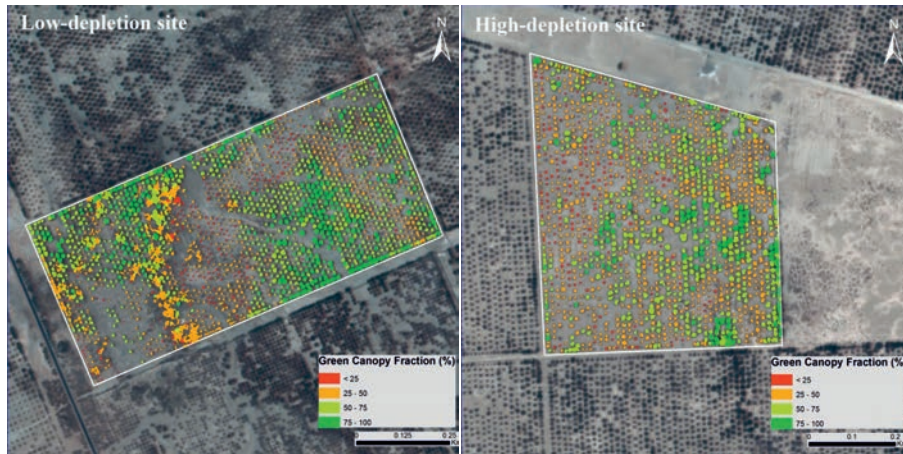 Low-depletion site
N
Green Canopy Fraction (%)
< 25
25 - 50
50 - 75
75 - 100
0 0.125 0.25
High-depletion site
N
Green Canopy Fraction (%)
< 25
25 - 50
50 - 75
75 - 100
0 0.1 0.2